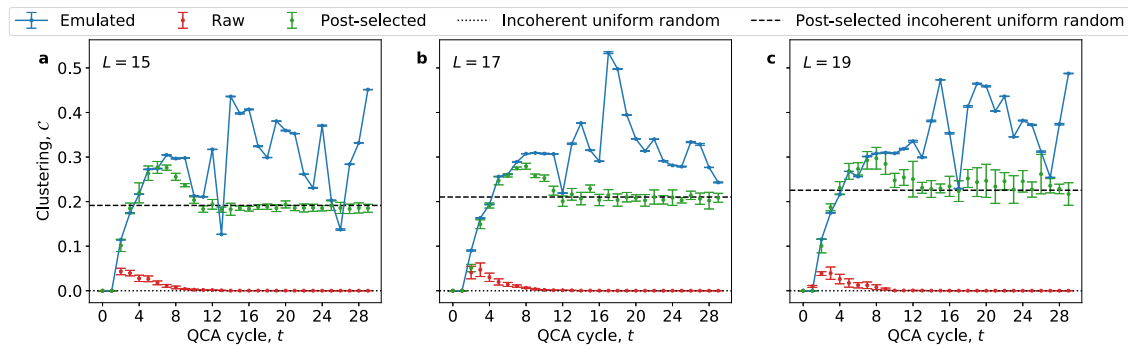 Emulated Raw Post-selected Incoherent uniform random Post-selected incoherent uniform random
a b c
L = 15 L = 17 L = 19
Clustering, C
0.5
0.4
0.3
0.2
0.1
0.0
0 4 8 12 16 20 24 28 0 4 8 12 16 20 24 28 0 4 8 12 16 20 24 28
QCA cycle, t QCA cycle, t QCA cycle, t